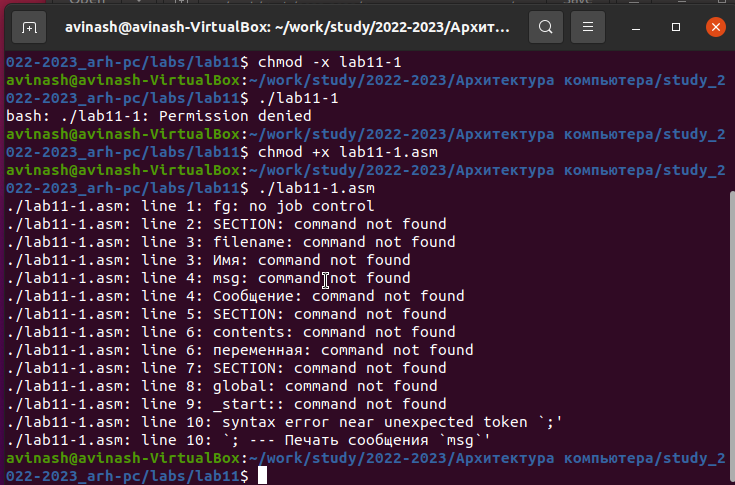 avinash@avinash-VirtualBox: ~/work/study/2022-2023/Архит...
022-2023_arh-pc/labs/lab11$ chmod -x lab11-1
avinash@avinash-VirtualBox:~/work/study/2022-2023/Архитектура компьютера/study_2
022-2023_arh-pc/labs/lab11$ ./lab11-1
bash: ./lab11-1: Permission denied
avinash@avinash-VirtualBox:~/work/study/2022-2023/Архитектура компьютера/study_2
022-2023_arh-pc/labs/lab11$ chmod +x lab11-1.asm
avinash@avinash-VirtualBox:~/work/study/2022-2023/Архитектура компьютера/study_2
022-2023_arh-pc/labs/lab11$ ./lab11-1.asm
./lab11-1.asm: line 1: fg: no job control
./lab11-1.asm: line 2: SECTION: command not found
./lab11-1.asm: line 3: filename: command not found
./lab11-1.asm: line 3: Имя: command not found
./lab11-1.asm: line 4: msg: command not found
./lab11-1.asm: line 4: Сообщение: command not found
./lab11-1.asm: line 5: SECTION: command not found
./lab11-1.asm: line 6: contents: command not found
./lab11-1.asm: line 6: переменная: command not found
./lab11-1.asm: line 7: SECTION: command not found
./lab11-1.asm: line 8: global: command not found
./lab11-1.asm: line 9: _start:: command not found
./lab11-1.asm: line 10: syntax error near unexpected token `;'
./lab11-1.asm: line 10: `; --- Печать сообщения `msg`'
avinash@avinash-VirtualBox:~/work/study/2022-2023/Архитектура компьютера/study_2
022-2023_arh-pc/labs/lab11$